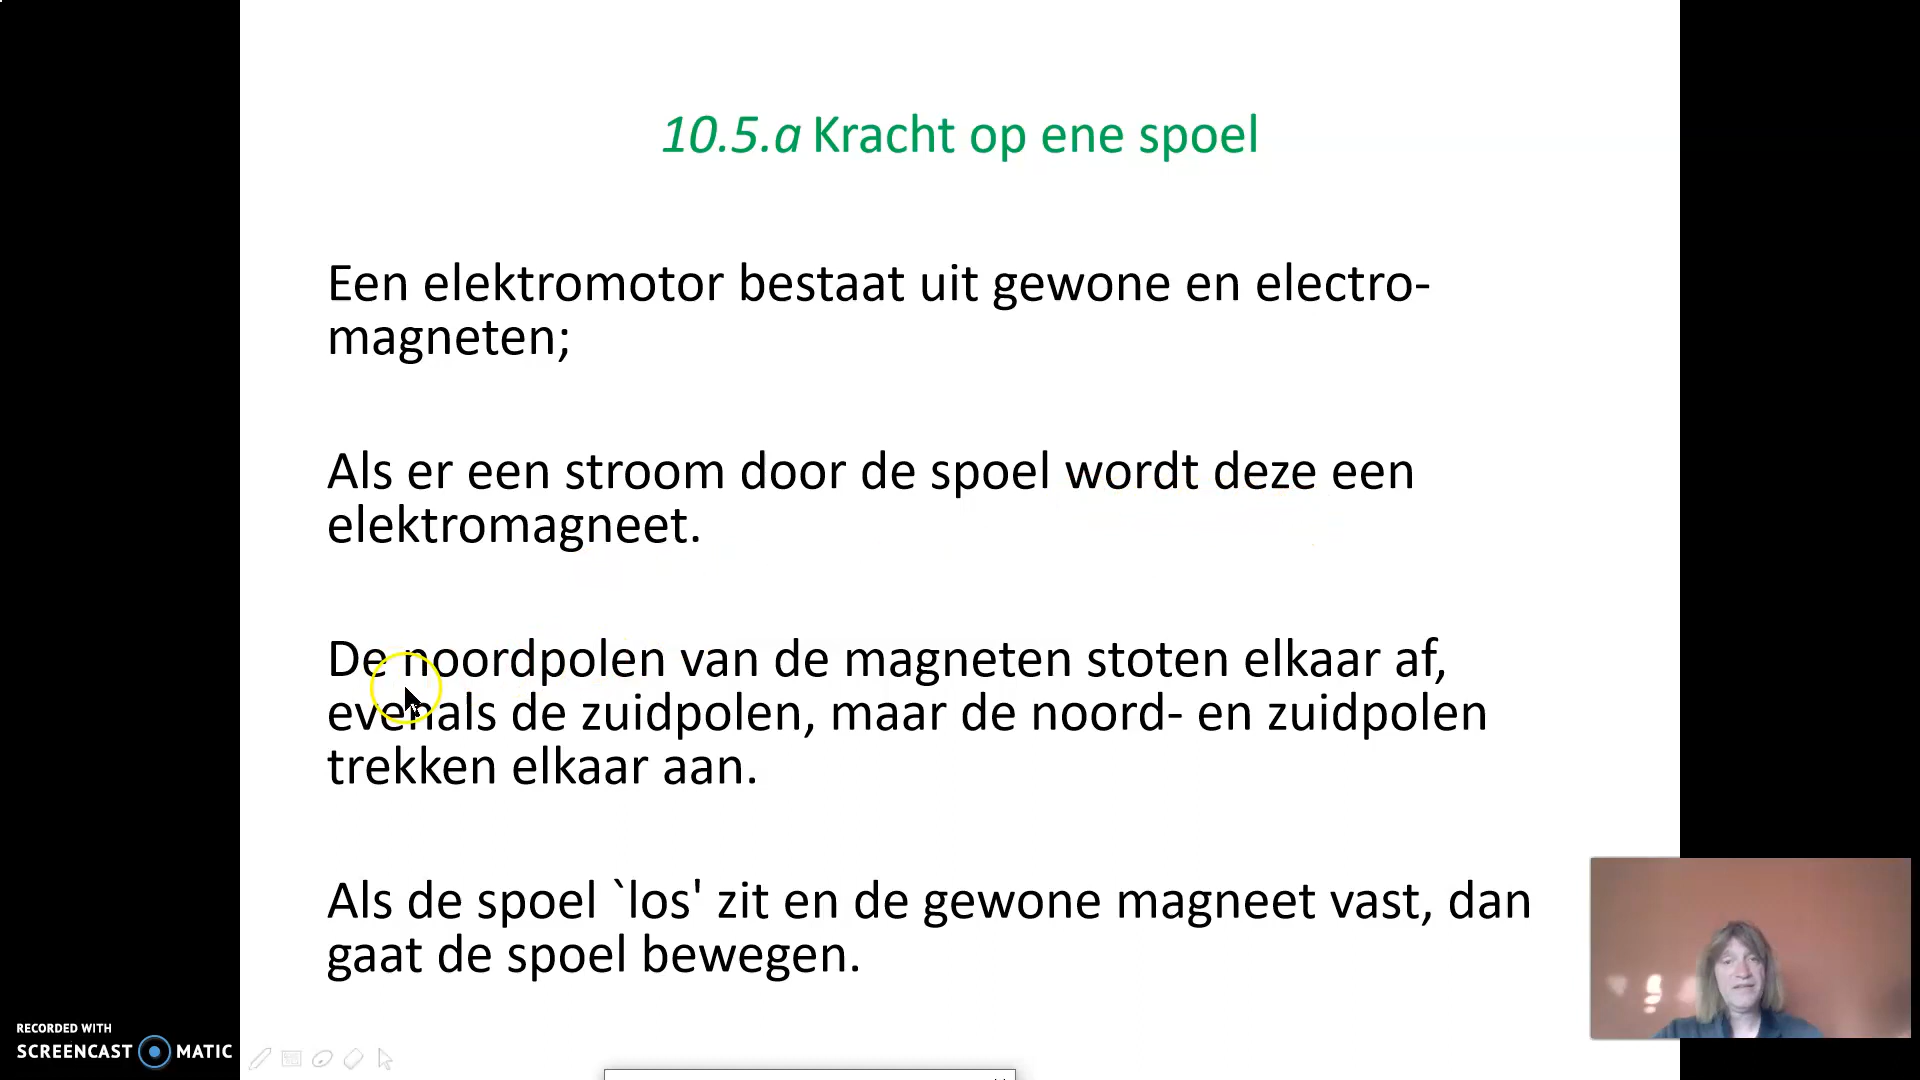 10.5.a Kracht op ene spoel
Een elektromotor bestaat uit gewone en electro-
magneten;
Als er een stroom door de spoel wordt deze een
elektromagneet.
De noordpolen van de magneten stoten elkaar af,
evenals de zuidpolen, maar de noord- en zuidpolen
trekken elkaar aan.
Als de spoel `los' zit en de gewone magneet vast, dan
gaat de spoel bewegen.
RECORDED WITH
SCREENCAST MATIC